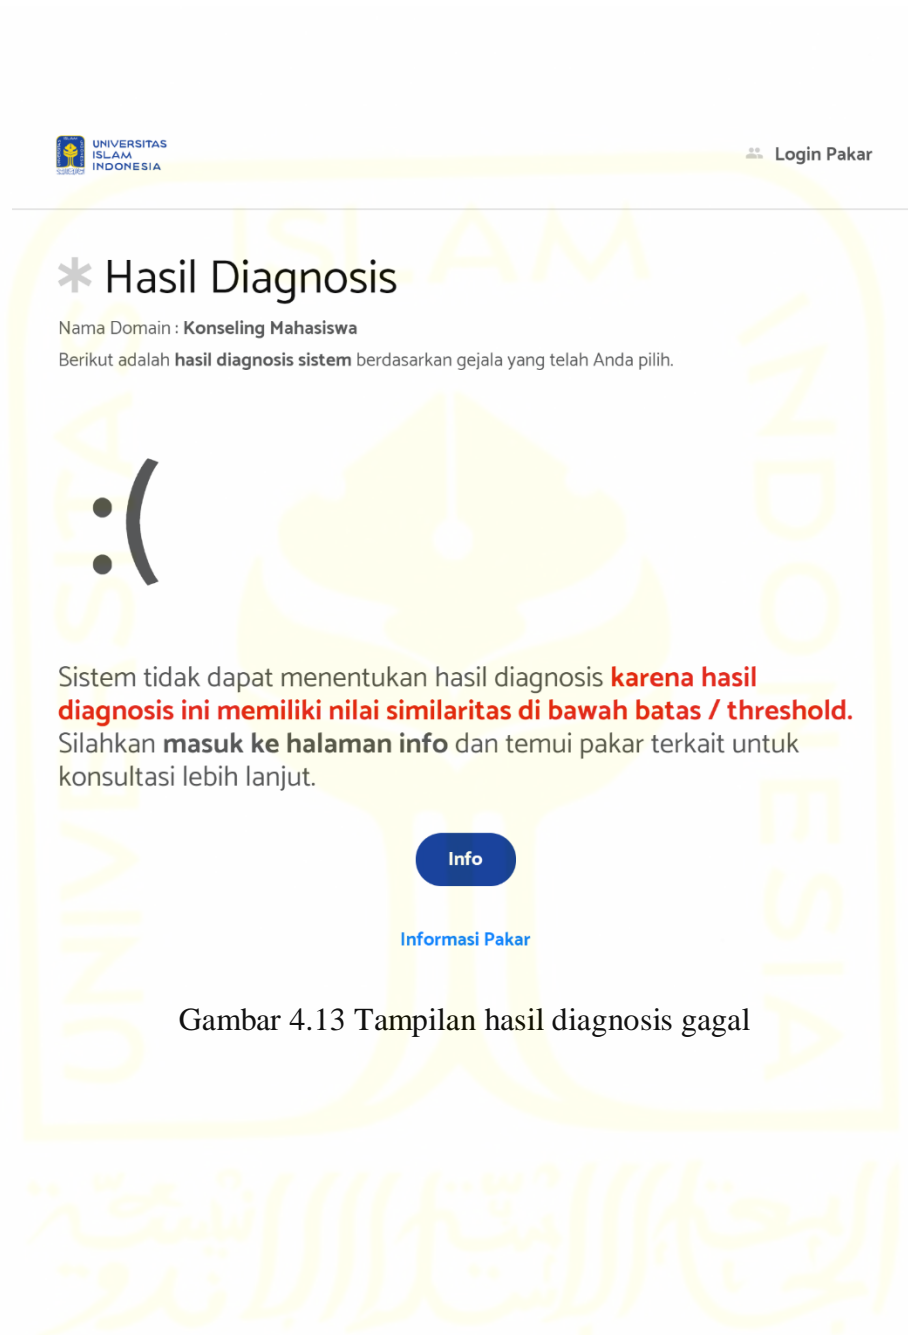 UNIVERSITAS
ISLAM
INDONESIA
Login Pakar
Hasil Diagnosis
Nama Domain : Konseling Mahasiswa
Berikut adalah hasil diagnosis sistem berdasarkan gejala yang telah Anda pilih.
:(
Sistem tidak dapat menentukan hasil diagnosis karena hasil
diagnosis ini memiliki nilai similaritas di bawah batas / threshold.
Silahkan masuk ke halaman info dan temui pakar terkait untuk
konsultasi lebih lanjut.
Info
Informasi Pakar
Gambar 4.13 Tampilan hasil diagnosis gagal
UNIVERSITAS
ISLAM
INDONESIA